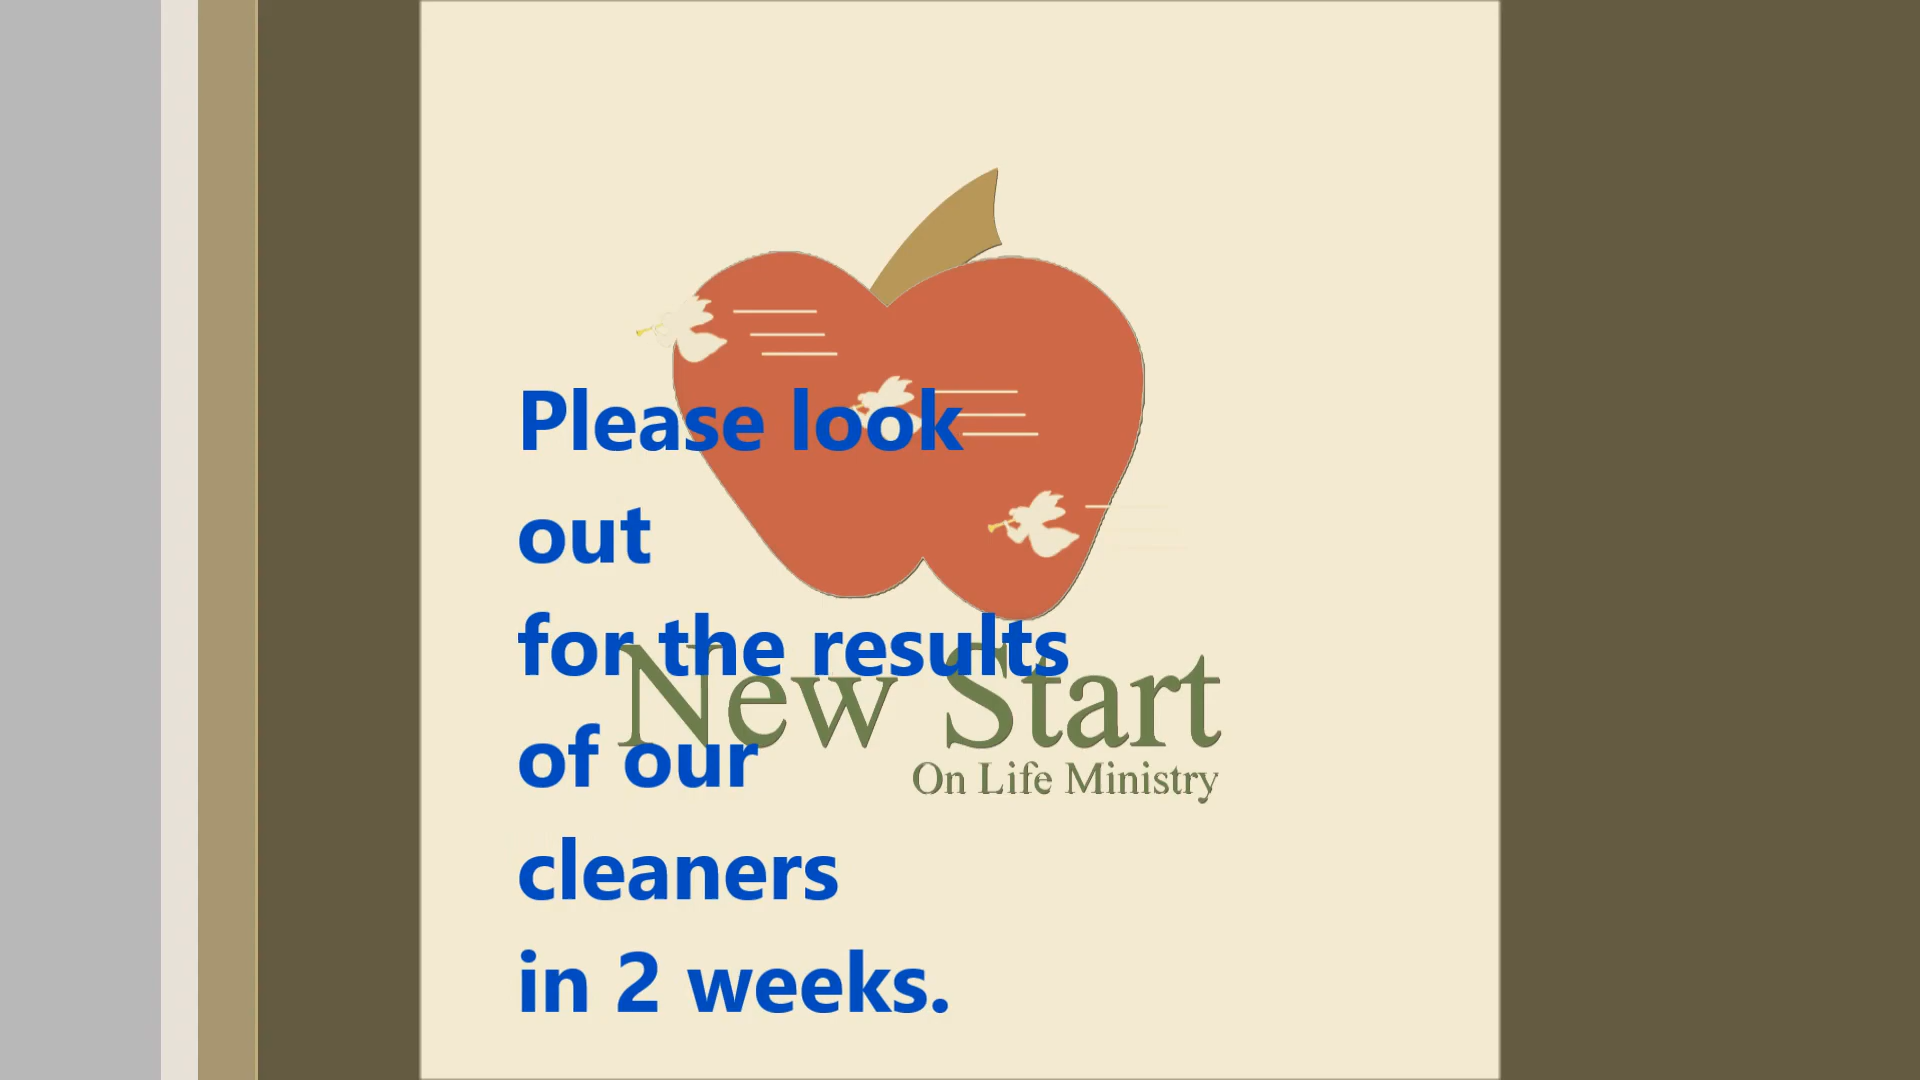 Please look
out
for the results
of our
cleaners
in 2 weeks.
New Start
On Life Ministry